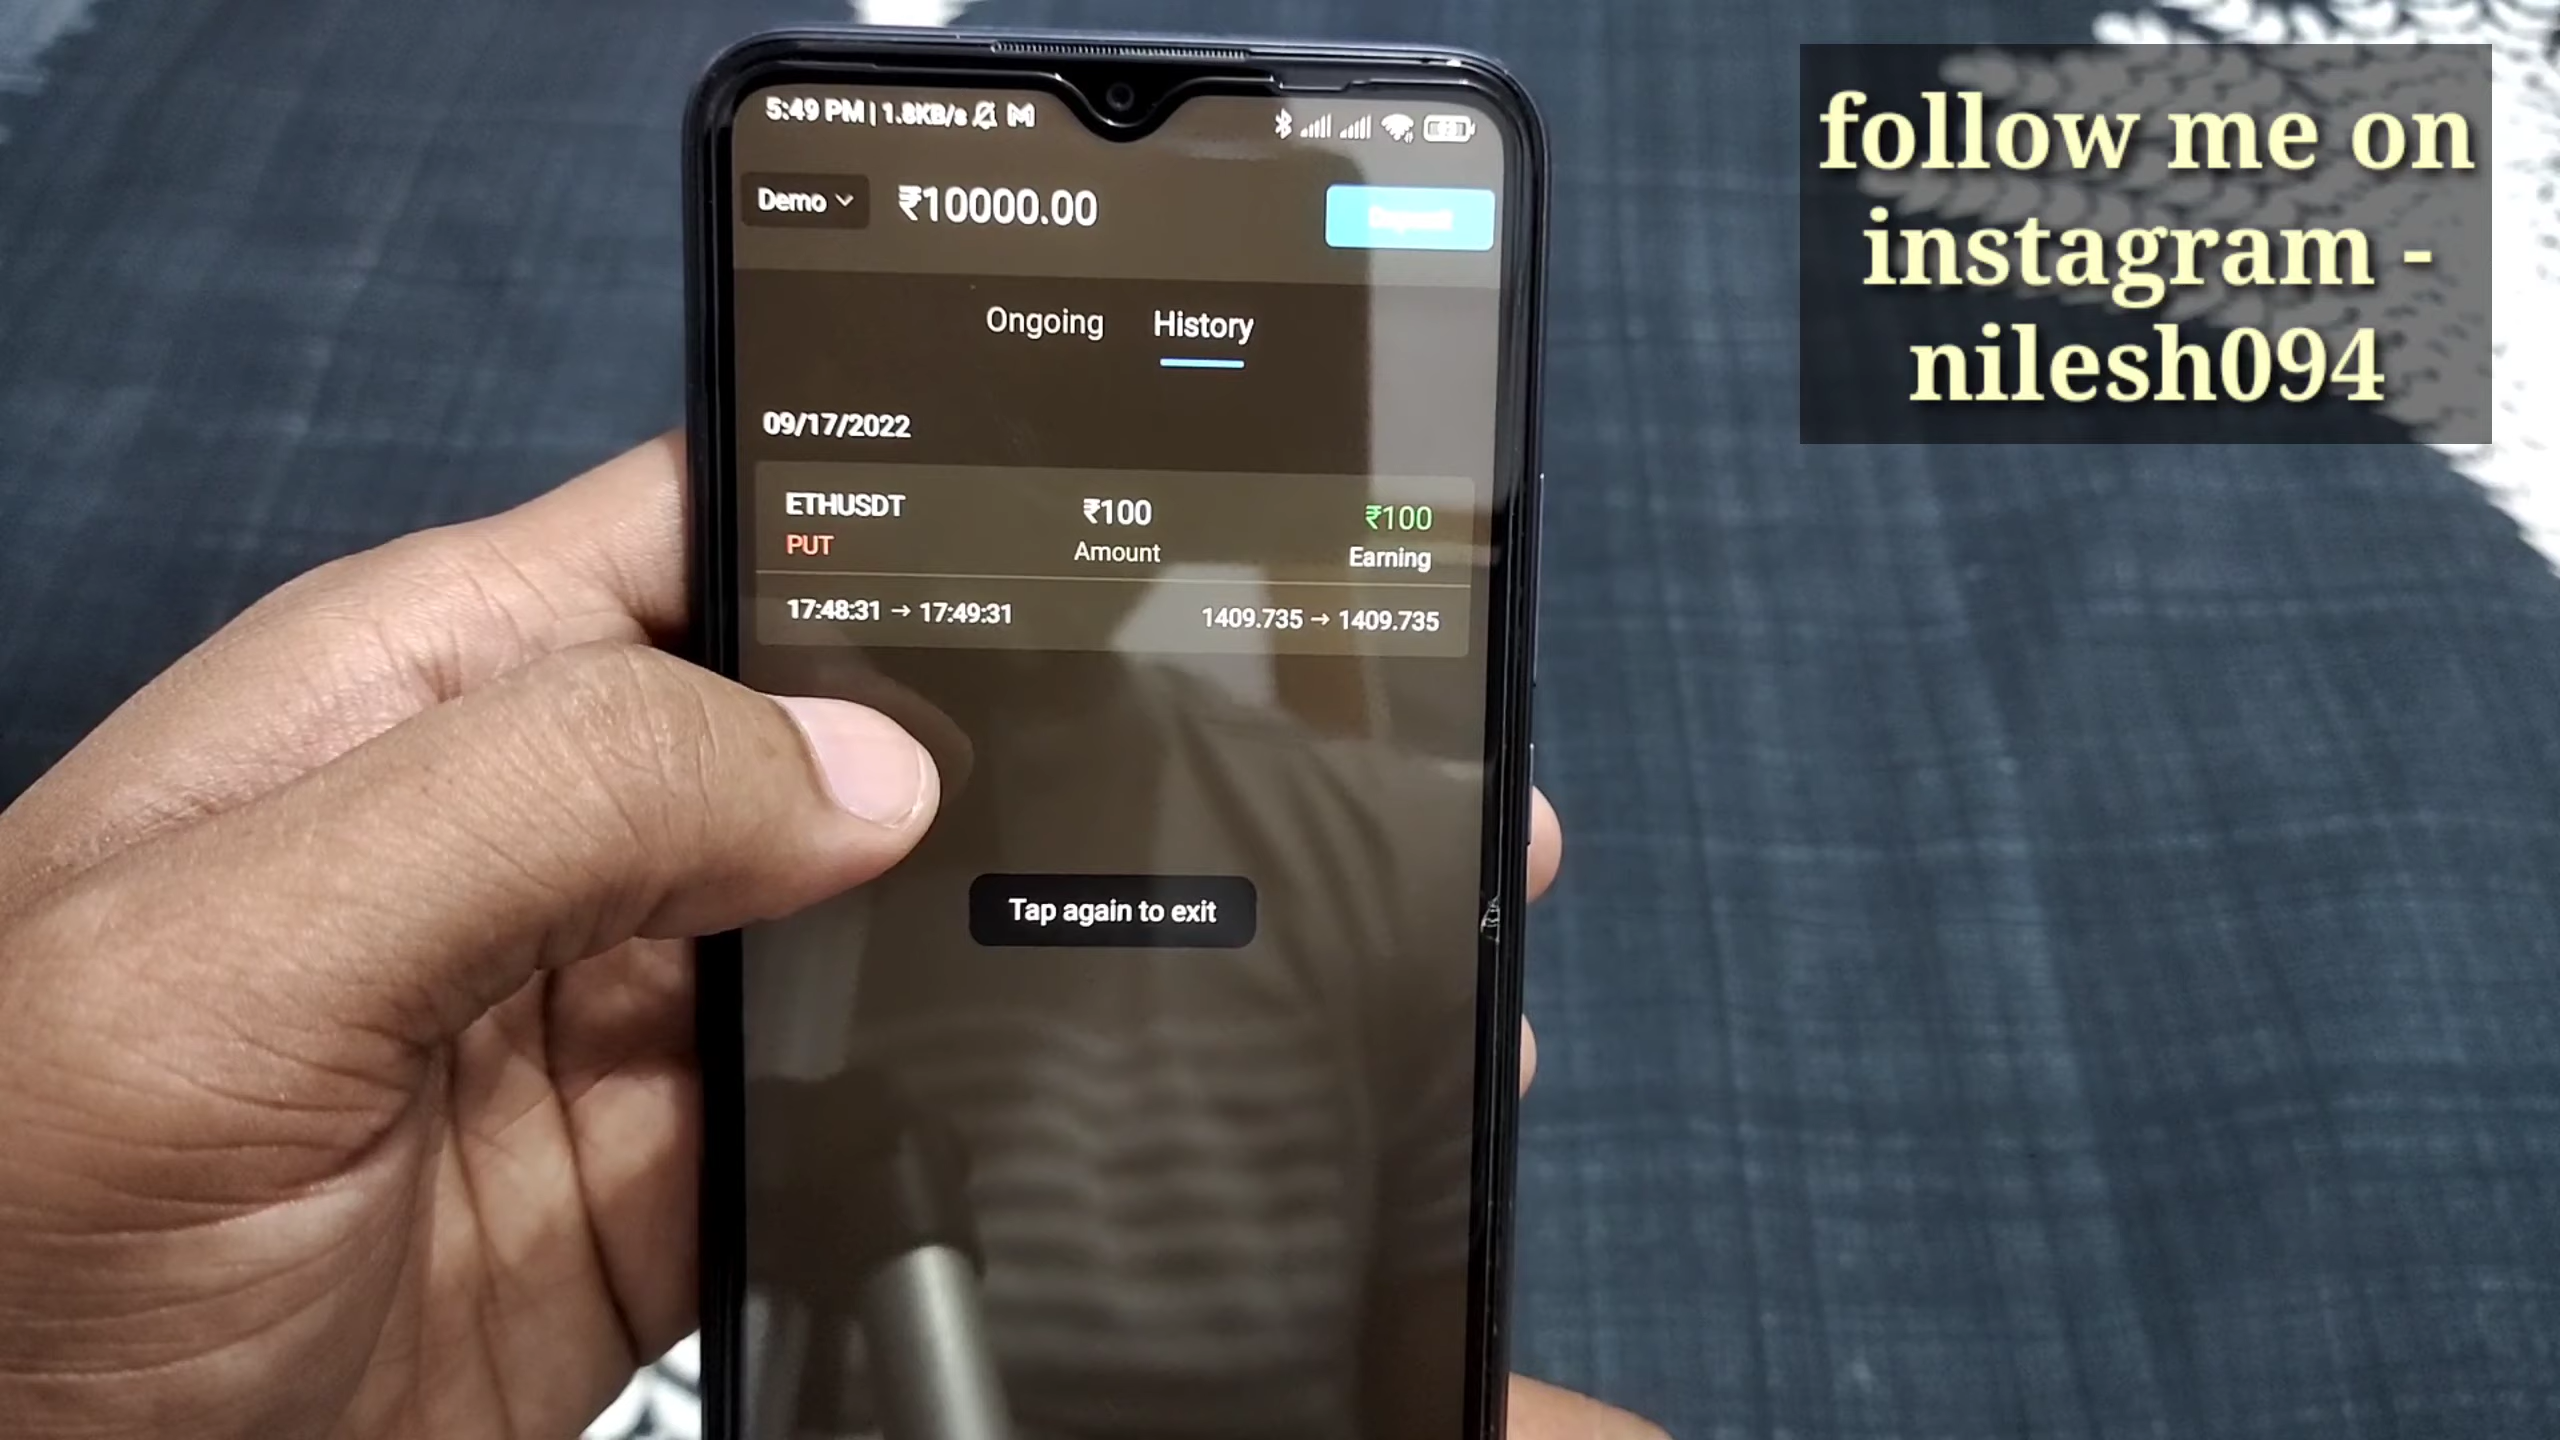 follow me on
instagram -
nilesh094
5:49 PM | 1.8KB/s
Demo ₹10000.00
Ongoing History
09/17/2022
ETHUSDT ₹100 ₹100
PUT Amount Earning
17:48:31 → 17:49:31 1409.735 → 1409.735
Tap again to exit